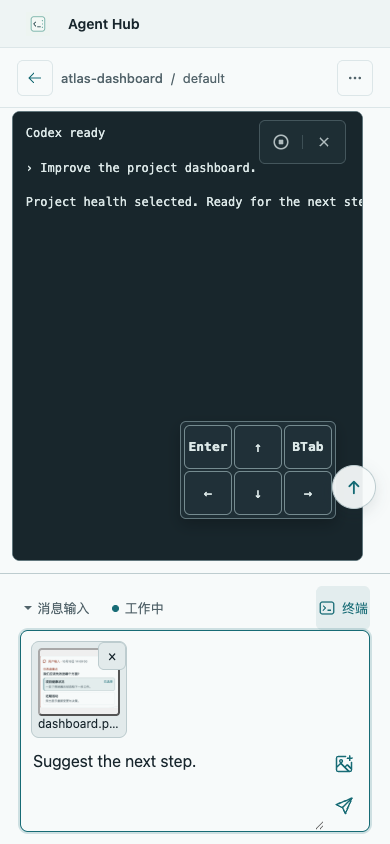 Agent Hub
atlas-dashboard / default
Codex ready
› Improve the project dashboard.
Project health selected. Ready for the next ste
Enter ↑ BTab
← ↓ →
消息输入 工作中 终端
dashboard.p...
Suggest the next step.